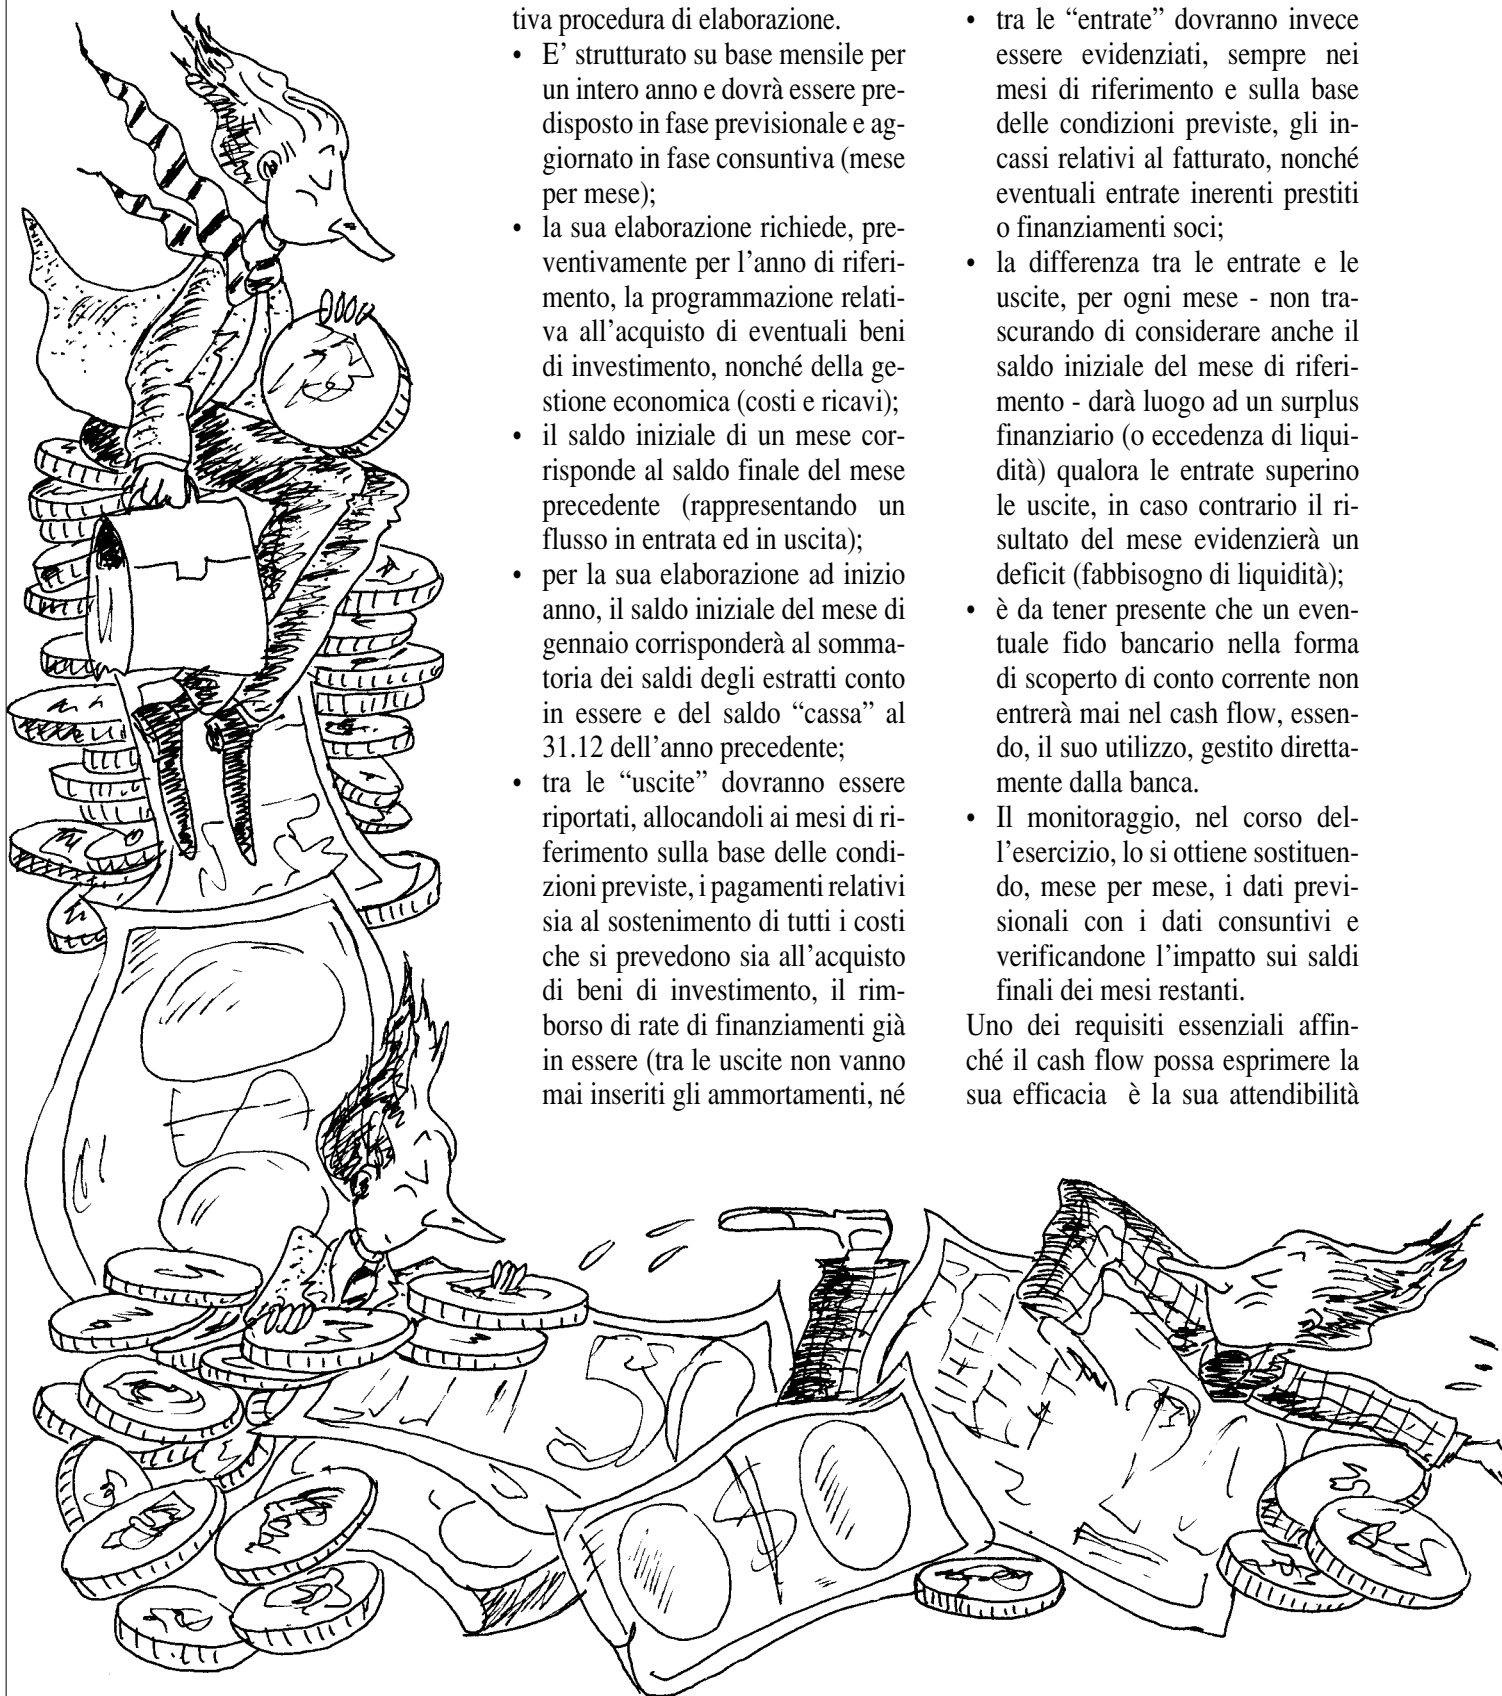 tiva procedura di elaborazione.
• E’ strutturato su base mensile per
un intero anno e dovrà essere pre-
disposto in fase previsionale e ag-
giornato in fase consuntiva (mese
per mese);
• la sua elaborazione richiede, pre-
ventivamente per l’anno di riferi-
mento, la programmazione relati-
va all’acquisto di eventuali beni
di investimento, nonché della ge-
stione economica (costi e ricavi);
• il saldo iniziale di un mese cor-
risponde al saldo finale del mese
precedente (rappresentando un
flusso in entrata ed in uscita);
• per la sua elaborazione ad inizio
anno, il saldo iniziale del mese di
gennaio corrisponderà al somma-
toria dei saldi degli estratti conto
in essere e del saldo “cassa” al
31.12 dell’anno precedente;
• tra le “uscite” dovranno essere
riportati, allocandoli ai mesi di ri-
ferimento sulla base delle condi-
zioni previste, i pagamenti relativi
sia al sostenimento di tutti i costi
che si prevedono sia all’acquisto
di beni di investimento, il rim-
borso di rate di finanziamenti già
in essere (tra le uscite non vanno
mai inseriti gli ammortamenti, né
• tra le “entrate” dovranno invece
essere evidenziati, sempre nei
mesi di riferimento e sulla base
delle condizioni previste, gli in-
cassi relativi al fatturato, nonché
eventuali entrate inerenti prestiti
o finanziamenti soci;
• la differenza tra le entrate e le
uscite, per ogni mese - non tra-
scurando di considerare anche il
saldo iniziale del mese di riferi-
mento - darà luogo ad un surplus
finanziario (o eccedenza di liqui-
dità) qualora le entrate superino
le uscite, in caso contrario il ri-
sultato del mese evidenzierà un
deficit (fabbisogno di liquidità);
• è da tener presente che un even-
tuale fido bancario nella forma
di scoperto di conto corrente non
entrerà mai nel cash flow, essen-
do, il suo utilizzo, gestito diretta-
mente dalla banca.
• Il monitoraggio, nel corso del-
l’esercizio, lo si ottiene sostituen-
do, mese per mese, i dati previ-
sionali con i dati consuntivi e
verificandone l’impatto sui saldi
finali dei mesi restanti.
Uno dei requisiti essenziali affin-
ché il cash flow possa esprimere la
sua efficacia è la sua attendibilità